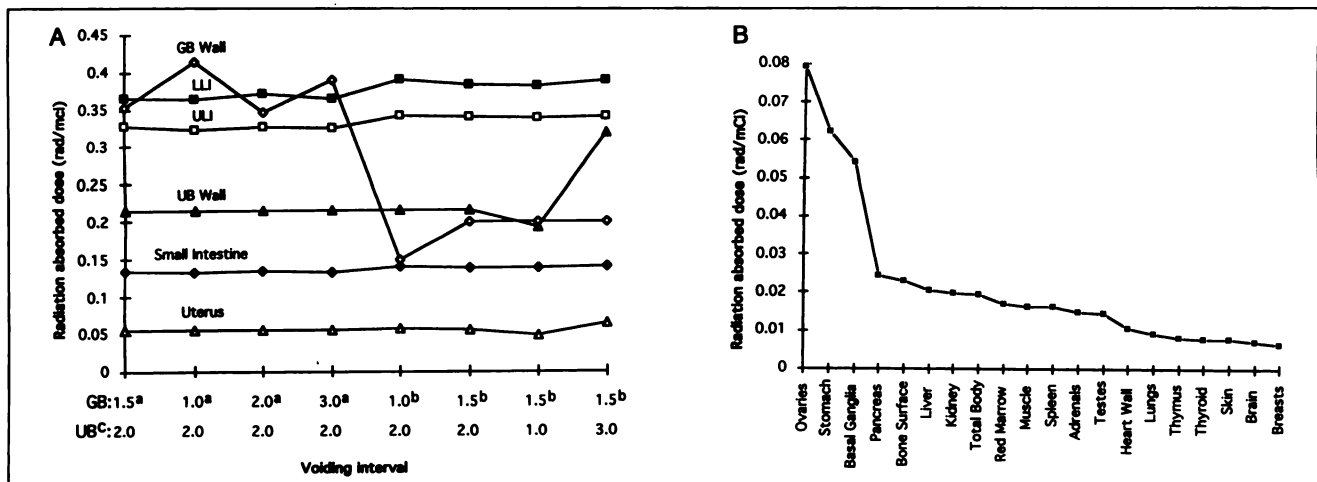 A
Radiation absorbed dose (rad/mci)
0.45
0.4
0.35
0.3
0.25
0.2
0.15
0.1
0.05
0
GB Wall
LLI
ULI
UB Wall
Small Intestine
Uterus
GB: 1.5a 1.0a 2.0a 3.0a 1.0b 1.5b 1.5b 1.5b
UBC: 2.0 2.0 2.0 2.0 2.0 2.0 1.0 3.0
Voiding interval
B
Radiation absorbed dose (rad/mCi)
0.08
0.07
0.06
0.05
0.04
0.03
0.02
0.01
0
Ovaries
Stomach
Basal Ganglia
Pancreas
Bone Surface
Liver
Kidney
Total Body
Red Marrow
Muscle
Spleen
Adrenals
Testes
Heart Wall
Lungs
Thymus
Thyroid
Skin
Brain
Breasts